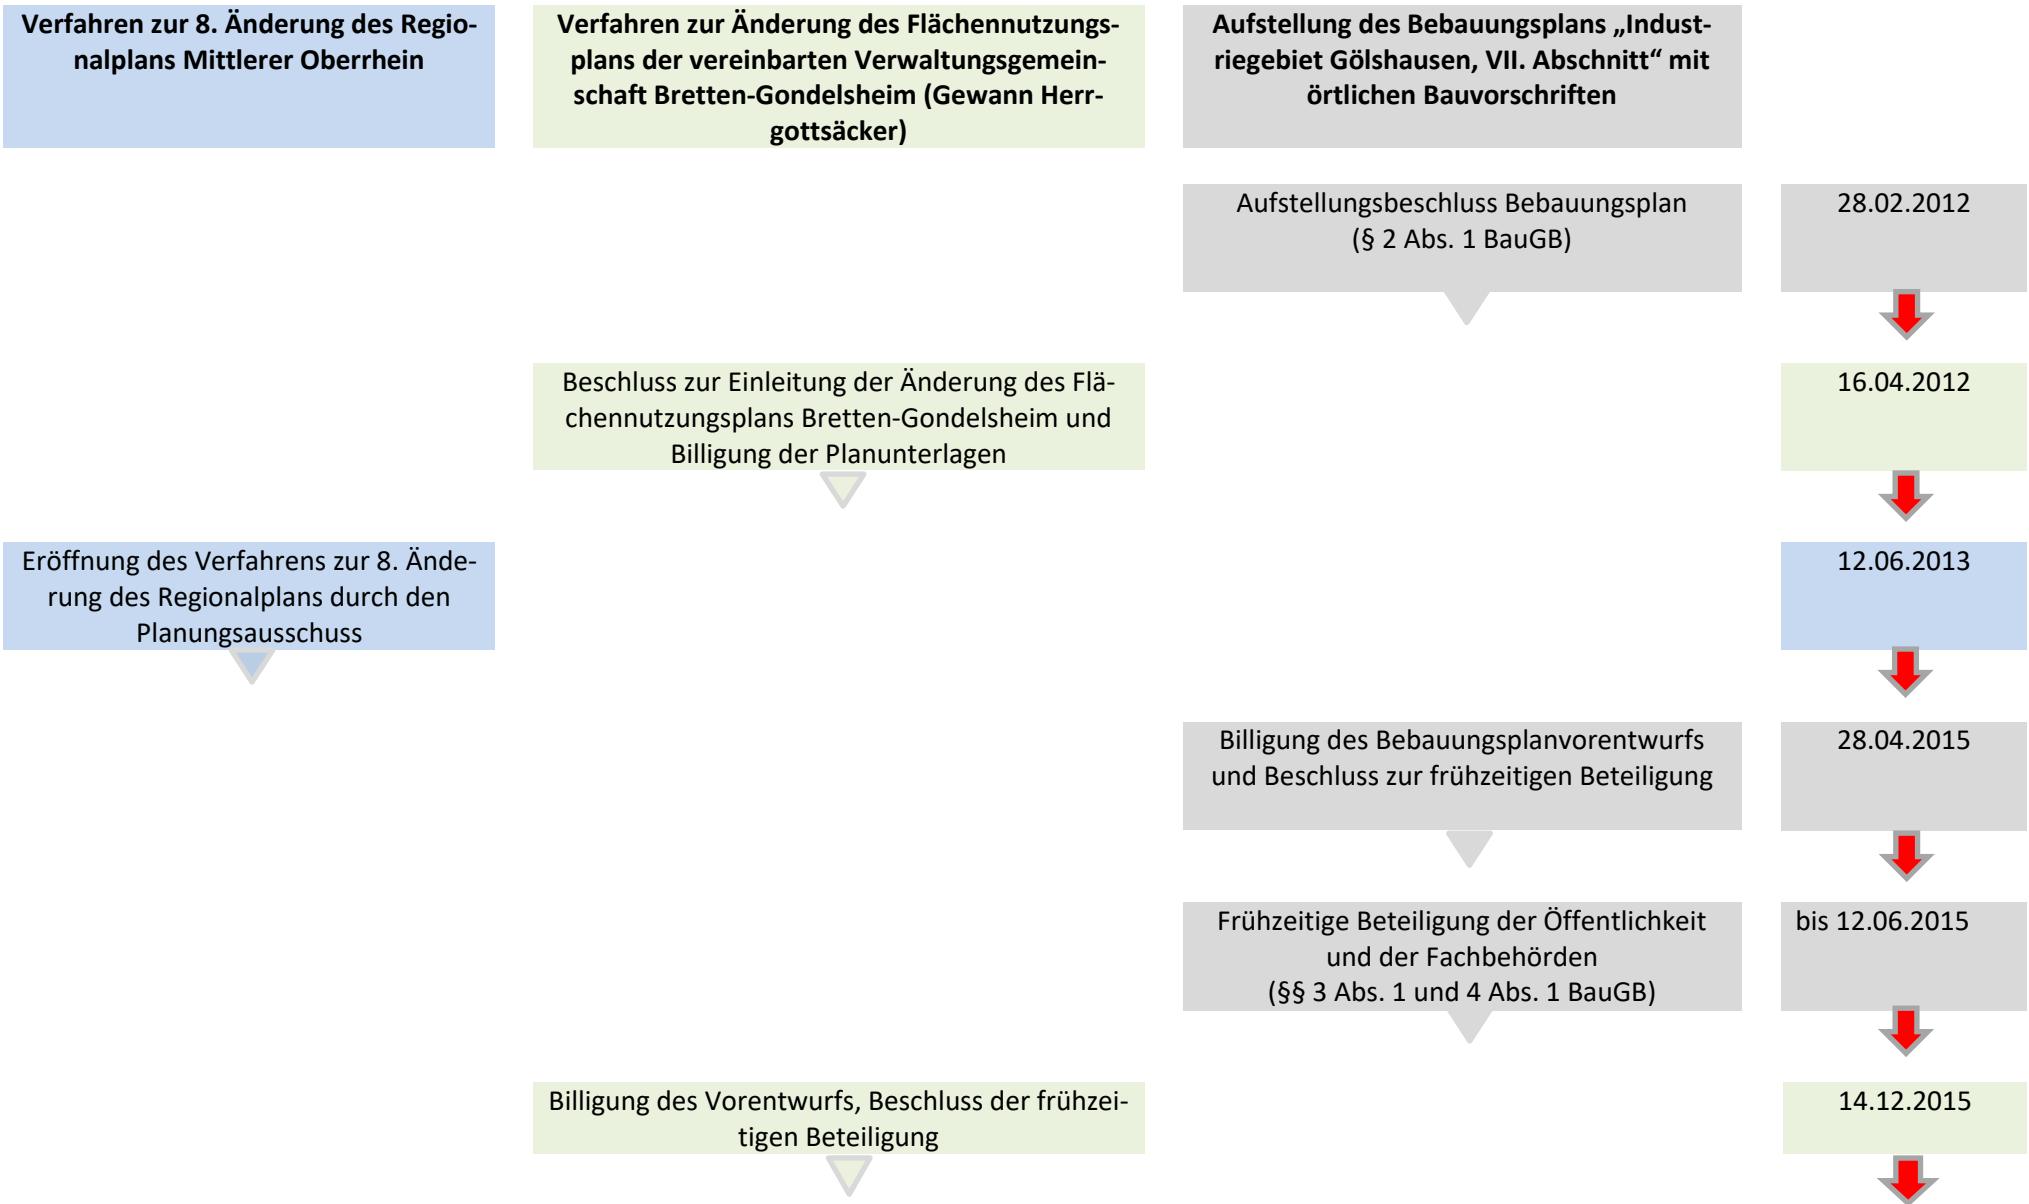 Verfahren zur 8. Änderung des Regio-
nalplans Mittlerer Oberrhein
Verfahren zur Änderung des Flächennutzungs-
plans der vereinbarten Verwaltungsgemein-
schaft Bretten-Gondelsheim (Gewann Herr-
gottsäcker)
Aufstellung des Bebauungsplans „Indust-
riegebiet Gölshausen, VII. Abschnitt“ mit
örtlichen Bauvorschriften
Aufstellungsbeschluss Bebauungsplan
(§ 2 Abs. 1 BauGB)
28.02.2012
Beschluss zur Einleitung der Änderung des Flä-
chennutzungsplans Bretten-Gondelsheim und
Billigung der Planunterlagen
16.04.2012
Eröffnung des Verfahrens zur 8. Ände-
rung des Regionalplans durch den
Planungsausschuss
12.06.2013
Billigung des Bebauungsplanvorentwurfs
und Beschluss zur frühzeitigen Beteiligung
28.04.2015
Frühzeitige Beteiligung der Öffentlichkeit
und der Fachbehörden
(§§ 3 Abs. 1 und 4 Abs. 1 BauGB)
bis 12.06.2015
Billigung des Vorentwurfs, Beschluss der frühzei-
tigen Beteiligung
14.12.2015